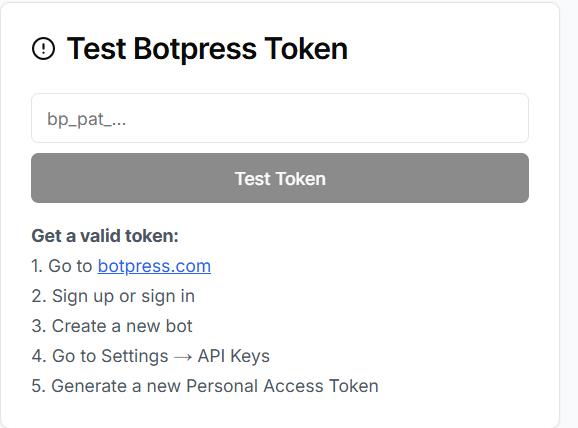 Test Botpress Token
bp_pat_...
Test Token
Get a valid token:
1. Go to botpress.com
2. Sign up or sign in
3. Create a new bot
4. Go to Settings → API Keys
5. Generate a new Personal Access Token